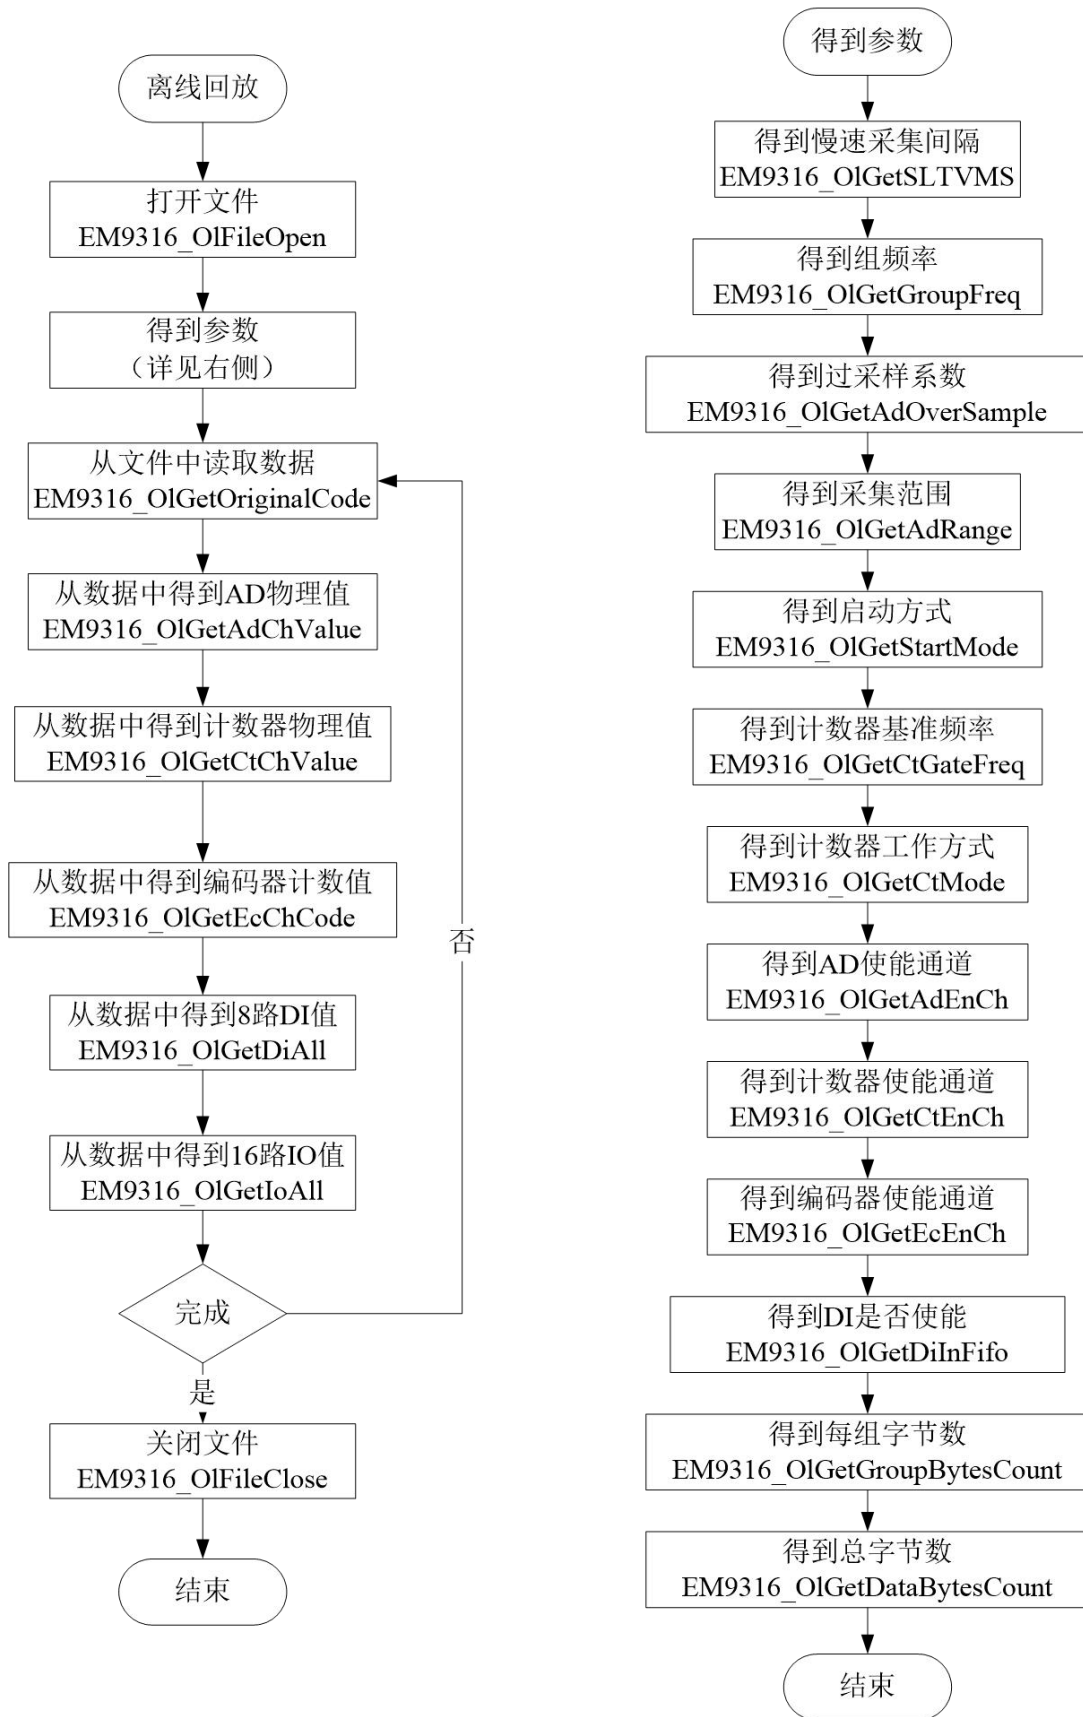 离线回放
打开文件
EM9316_OlFileOpen
得到参数
（详见右侧）
从文件中读取数据
EM9316_OlGetOriginalCode
从数据中得到AD物理值
EM9316_OlGetAdChValue
从数据中得到计数器物理值
EM9316_OlGetCtChValue
从数据中得到编码器计数值
EM9316_OlGetEcChCode
否
从数据中得到8路DI值
EM9316_OlGetDiAll
从数据中得到16路IO值
EM9316_OlGetIoAll
完成
是
关闭文件
EM9316_OlFileClose
结束
得到参数
得到慢速采集间隔
EM9316_OlGetSLTVMS
得到组频率
EM9316_OlGetGroupFreq
得到过采样系数
EM9316_OlGetAdOverSample
得到采集范围
EM9316_OlGetAdRange
得到启动方式
EM9316_OlGetStartMode
得到计数器基准频率
EM9316_OlGetCtGateFreq
得到计数器工作方式
EM9316_OlGetCtMode
得到AD使能通道
EM9316_OlGetAdEnCh
得到计数器使能通道
EM9316_OlGetCtEnCh
得到编码器使能通道
EM9316_OlGetEcEnCh
得到DI是否使能
EM9316_OlGetDiInFifo
得到每组字节数
EM9316_OlGetGroupBytesCount
得到总字节数
EM9316_OlGetDataBytesCount
结束